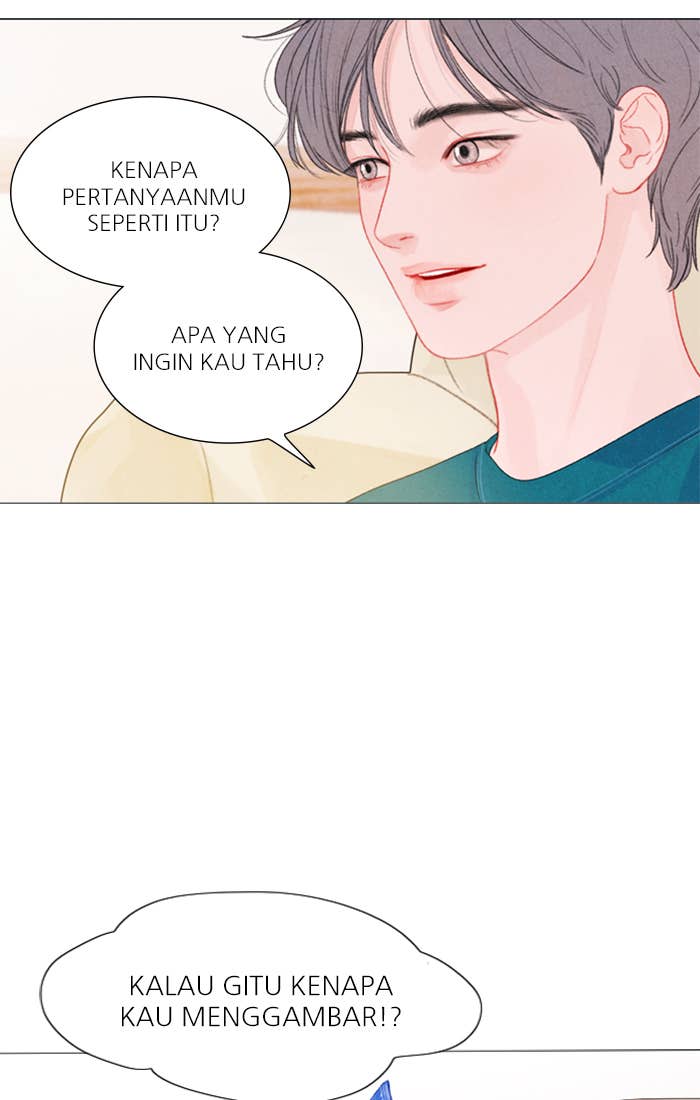 KENAPA
PERTANYAANMU
SEPERTI ITU?
APA YANG
INGIN KAU TAHU?
KALAU GITU KENAPA
KAU MENGGAMBAR!?